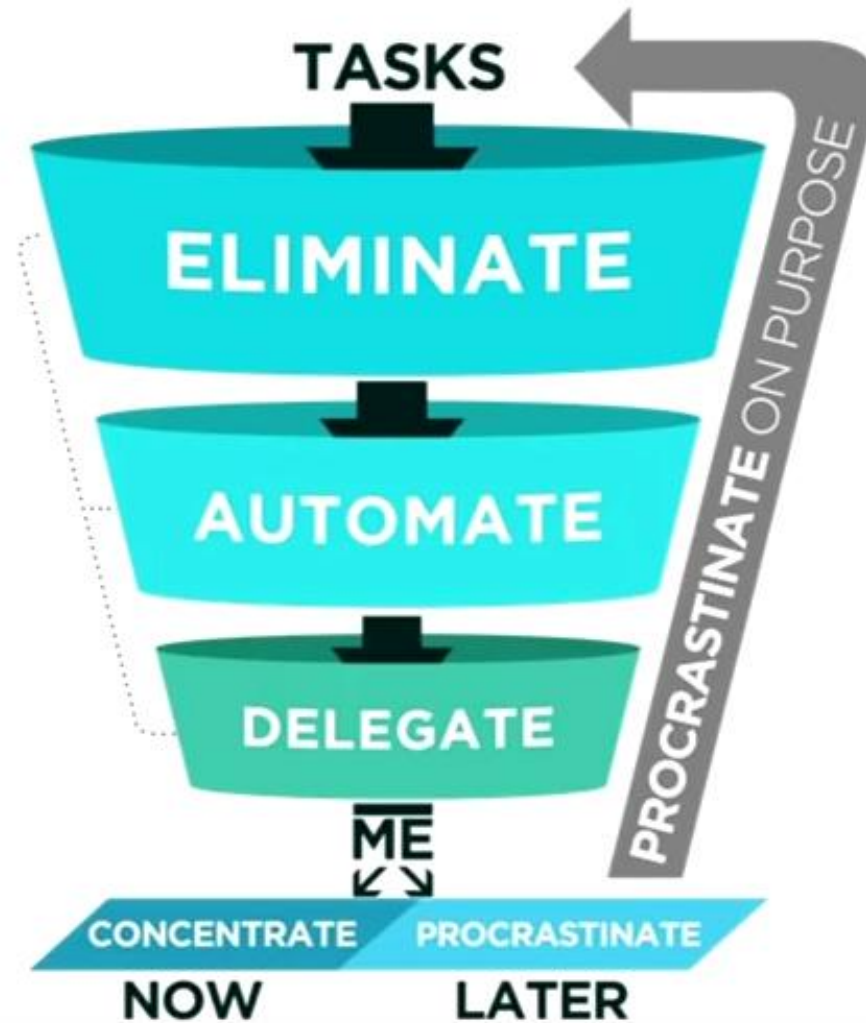 TASKS
ELIMINATE
AUTOMATE
DELEGATE
ME
CONCENTRATE PROCRASTINATE
NOW LATER
PROCRASTINATE ON PURPOSE